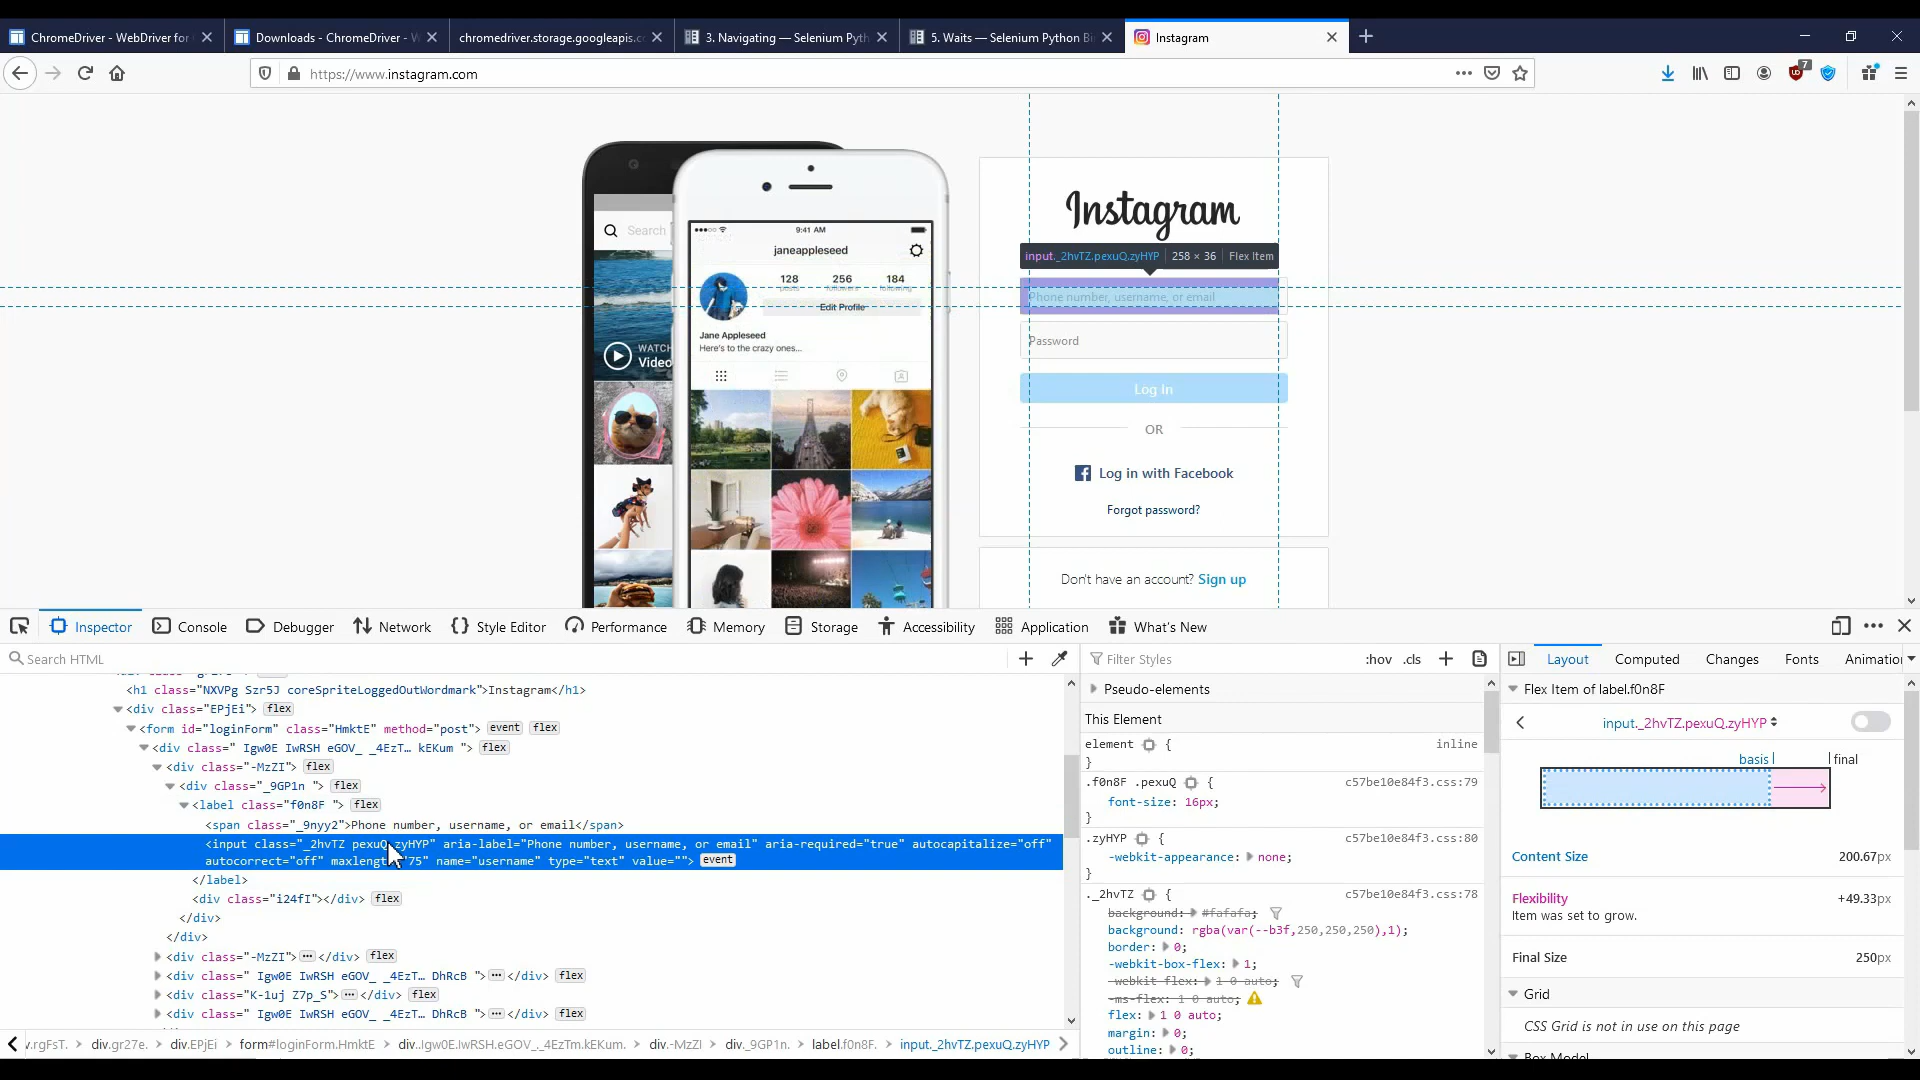 ChromeDriver - WebDriver for
Downloads - ChromeDriver - W
chromedriver.storage.googleapis.c
3. Navigating — Selenium Pyth
5. Waits — Selenium Python Bi
Instagram
https://www.instagram.com
7
Search
9:41 AM
janeappleseed
128
posts
256
followers
184
following
Edit Profile
Jane Appleseed
Here's to the crazy ones...
WATCH
Video
Instagram
input._2hvTZ.pexuQ.zyHYP 258 × 36 Flex Item
Phone number, username, or email
Password
Log In
OR
Log in with Facebook
Forgot password?
Don't have an account? Sign up
Inspector
Console
Debugger
Network
Style Editor
Performance
Memory
Storage
Accessibility
Application
What's New
Search HTML
<h1 class="NXVPg Szr5J coreSpriteLoggedOutWordmark">Instagram</h1>
<div class="EPjEi"> flex
<form id="loginForm" class="HmktE" method="post"> event flex
<div class=" Igw0E IwRSH eGOV_ _4EzT… kEKum "> flex
<div class="-MzZI"> flex
<div class="_9GP1n "> flex
<label class="f0n8F "> flex
<span class="_9nyy2">Phone number, username, or email</span>
<input class="_2hvTZ pexuQ zyHYP" aria-label="Phone number, username, or email" aria-required="true" autocapitalize="off"
autocorrect="off" maxlength="75" name="username" type="text" value=""> event
</label>
<div class="i24fI"></div> flex
</div>
</div>
<div class="-MzZI">…</div> flex
<div class=" Igw0E IwRSH eGOV_ _4EzT… DhRcB ">…</div> flex
<div class="K-1uj Z7p_S">…</div> flex
<div class=" Igw0E IwRSH eGOV_ _4EzT… DhRcB ">…</div> flex
v.rgFsT. div.gr27e. div.EPjEi form#loginForm.HmktE div..Igw0E.IwRSH.eGOV_._4EzTm.kEKum. div.-MzZI div._9GP1n. label.f0n8F. input._2hvTZ.pexuQ.zyHYP
Filter Styles
:hov .cls
Pseudo-elements
This Element
element { inline
}
.f0n8F .pexuQ { c57be10e84f3.css:79
font-size: 16px;
}
.zyHYP { c57be10e84f3.css:80
-webkit-appearance: none;
}
._2hvTZ { c57be10e84f3.css:78
background: #fafafa;
background: rgba(var(--b3f,250,250,250),1);
border: 0;
-webkit-box-flex: 1;
-webkit-flex: 1 0 auto;
-ms-flex: 1 0 auto;
flex: 1 0 auto;
margin: 0;
outline: 0;
Layout
Computed
Changes
Fonts
Animatio
Flex Item of label.f0n8F
input._2hvTZ.pexuQ.zyHYP
basis
final
Content Size 200.67px
Flexibility +49.33px
Item was set to grow.
Final Size 250px
Grid
CSS Grid is not in use on this page
Box Model